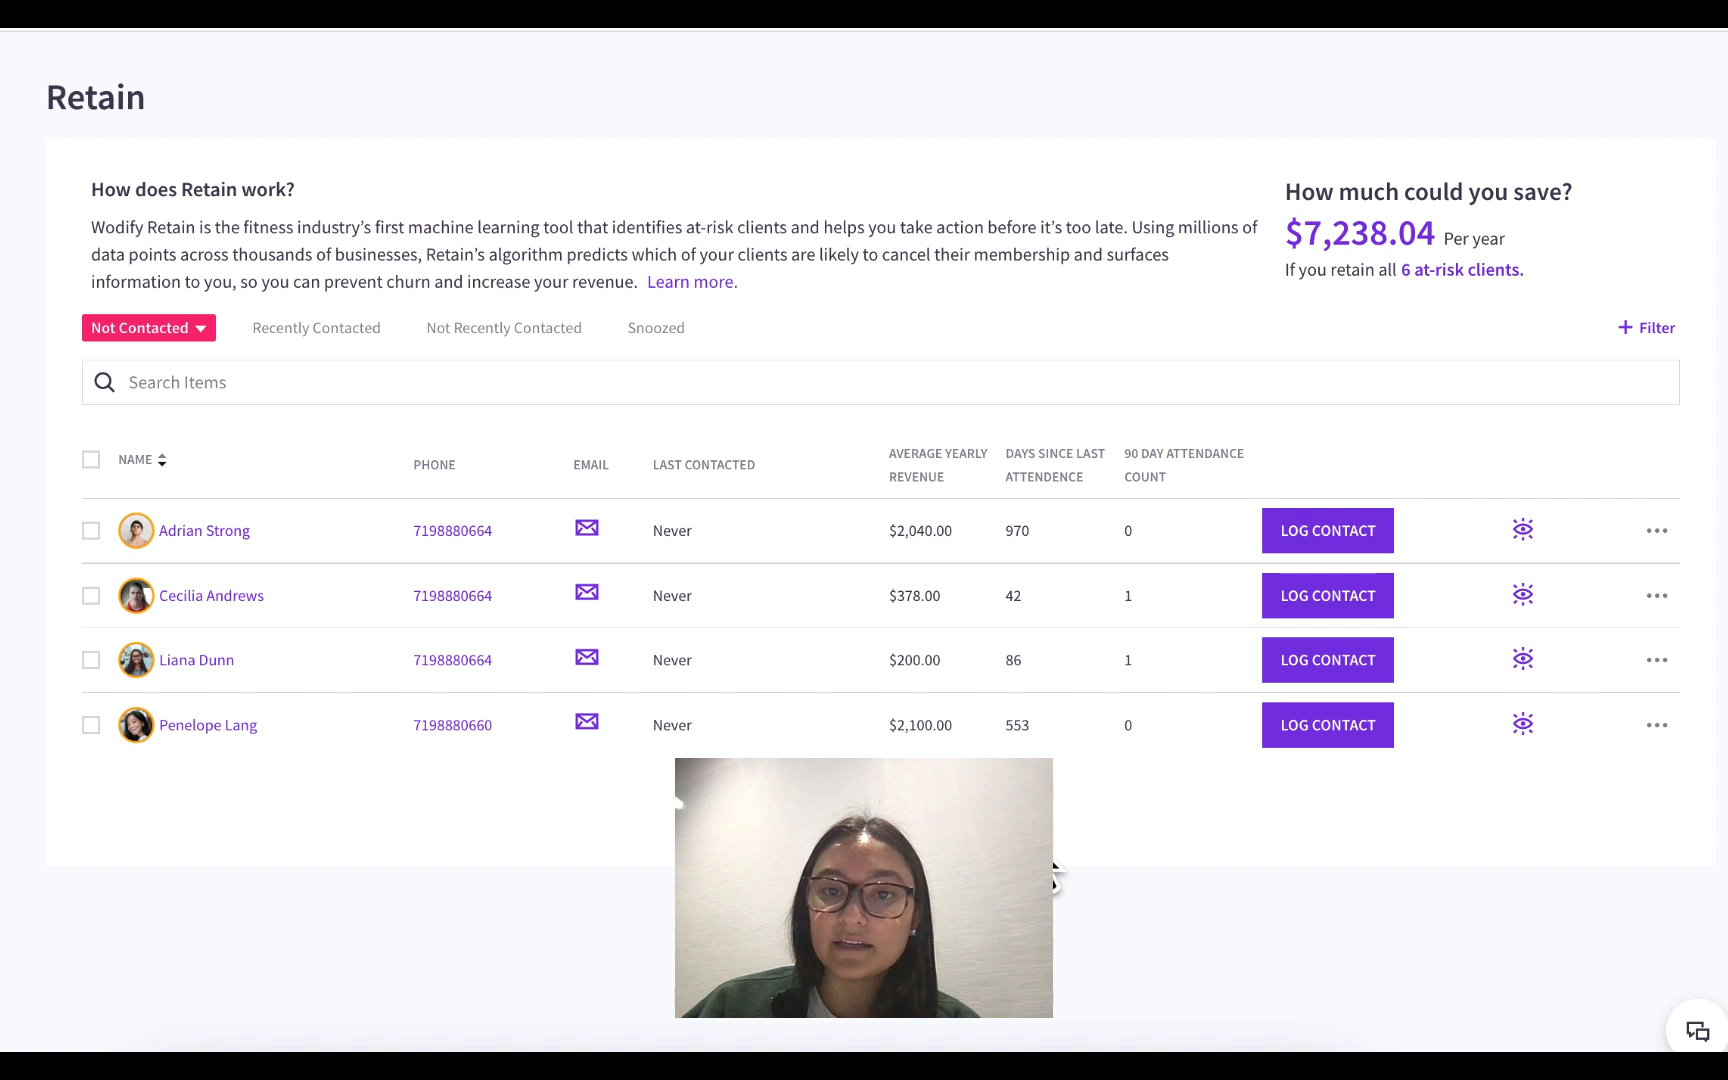 Retain
How does Retain work?
Wodify Retain is the fitness industry’s first machine learning tool that identifies at-risk clients and helps you take action before it’s too late. Using millions of
data points across thousands of businesses, Retain’s algorithm predicts which of your clients are likely to cancel their membership and surfaces
information to you, so you can prevent churn and increase your revenue. Learn more.
How much could you save?
$7,238.04 Per year
If you retain all 6 at-risk clients.
Not Contacted Recently Contacted Not Recently Contacted Snoozed + Filter
Search Items
NAME PHONE EMAIL LAST CONTACTED AVERAGE YEARLY REVENUE DAYS SINCE LAST ATTENDENCE 90 DAY ATTENDANCE COUNT
Adrian Strong 7198880664 Never $2,040.00 970 0 LOG CONTACT
Cecilia Andrews 7198880664 Never $378.00 42 1 LOG CONTACT
Liana Dunn 7198880664 Never $200.00 86 1 LOG CONTACT
Penelope Lang 7198880660 Never $2,100.00 553 0 LOG CONTACT